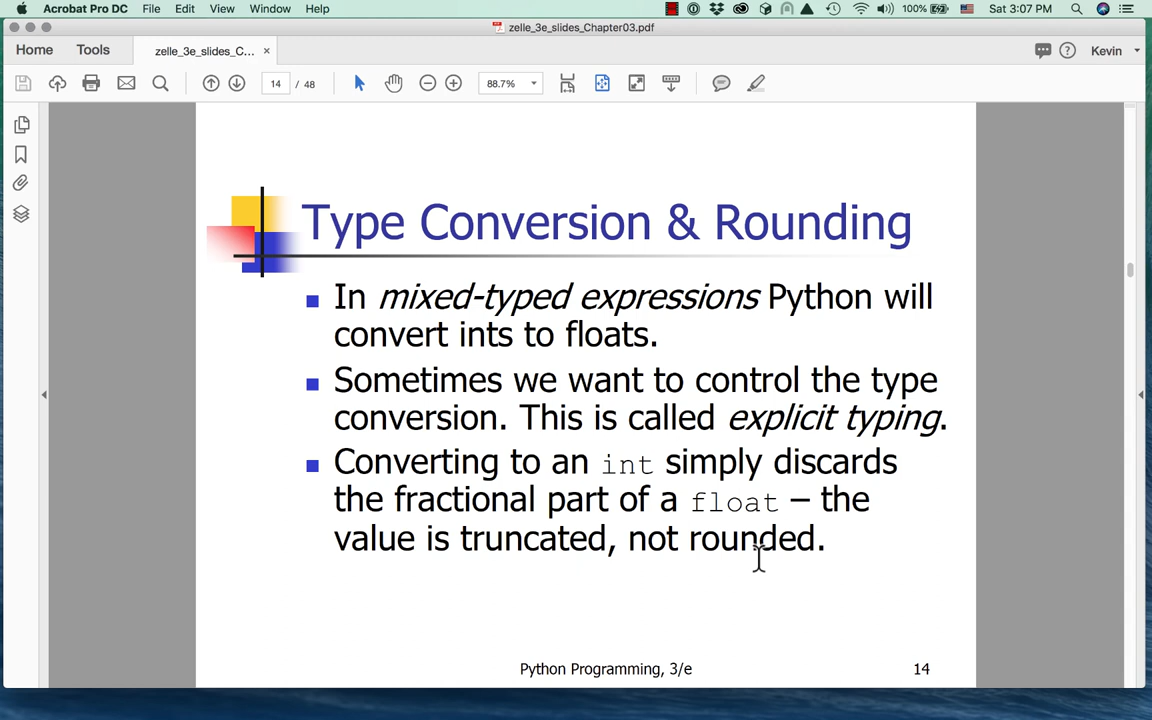 Acrobat Pro DC File Edit View Window Help 100% Sat 3:07 PM
zelle_3e_slides_Chapter03.pdf
Home Tools zelle_3e_slides_C... × Kevin
14 / 48 88.7%
Type Conversion & Rounding
In mixed-typed expressions Python will
convert ints to floats.
Sometimes we want to control the type
conversion. This is called explicit typing.
Converting to an int simply discards
the fractional part of a float – the
value is truncated, not rounded.
Python Programming, 3/e 14